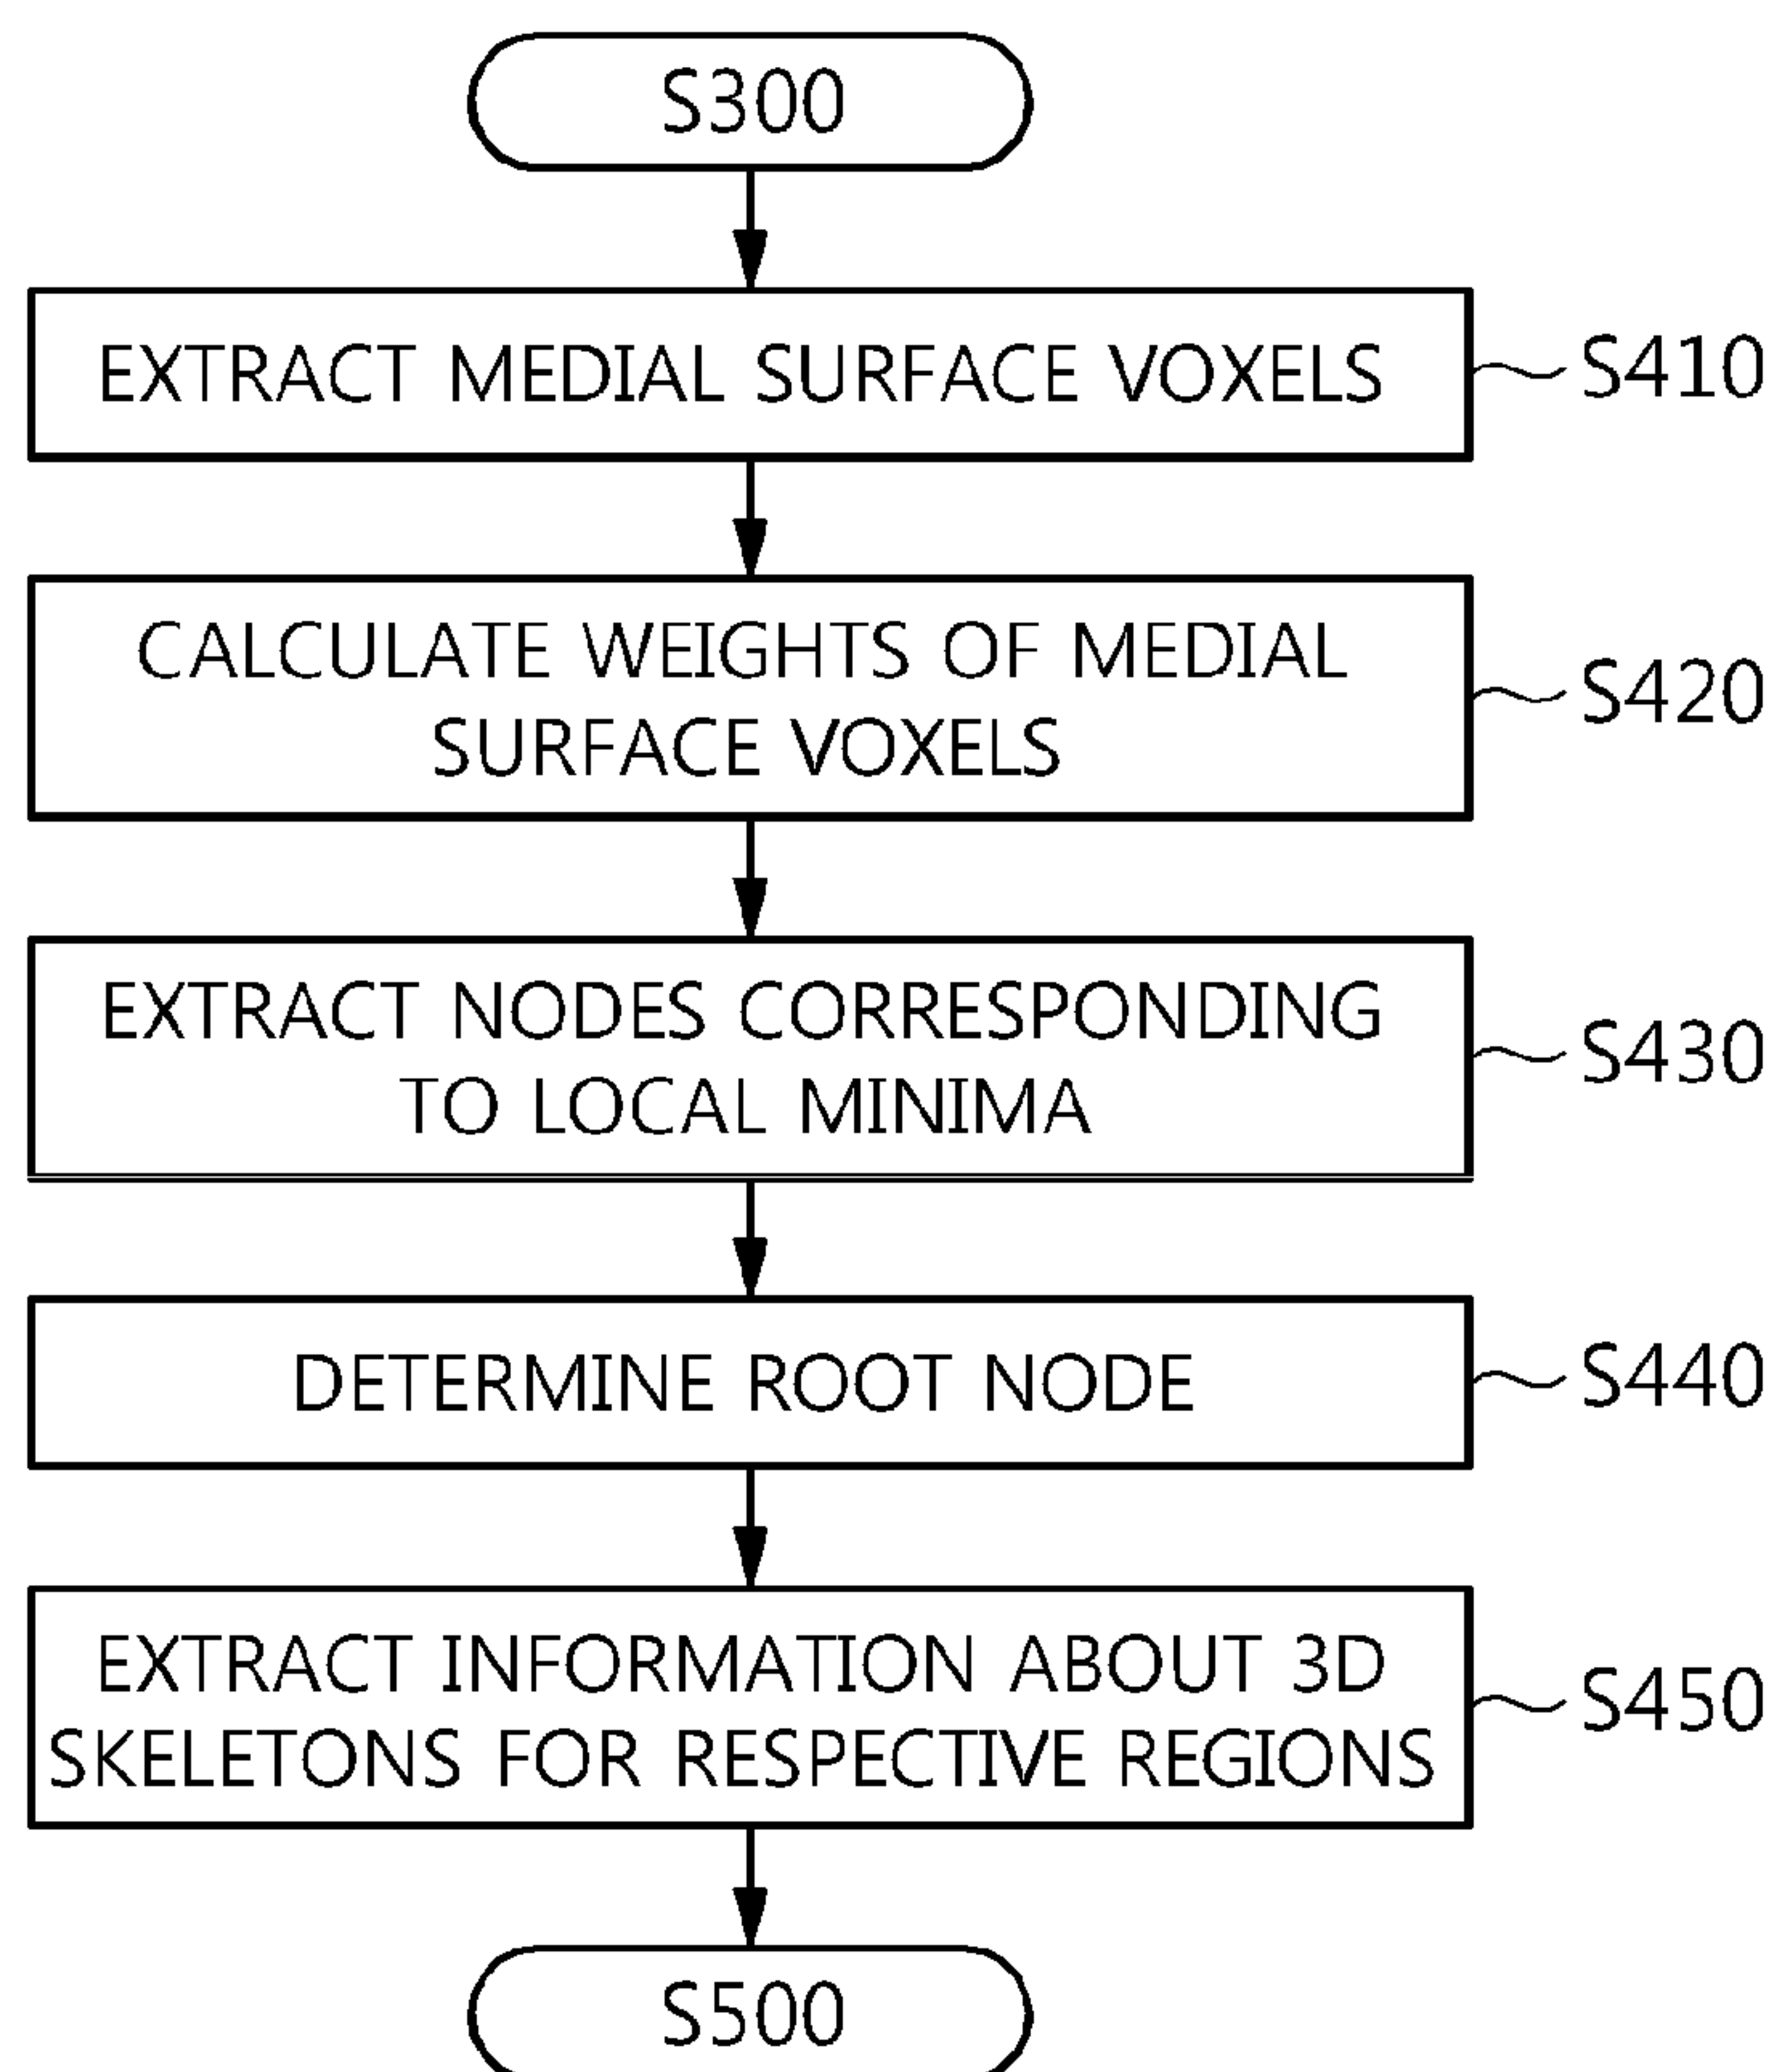 S300
EXTRACT MEDIAL SURFACE VOXELS
S410
CALCULATE WEIGHTS OF MEDIAL
SURFACE VOXELS
S420
EXTRACT NODES CORRESPONDING
TO LOCAL MINIMA
S430
DETERMINE ROOT NODE
S440
EXTRACT INFORMATION ABOUT 3D
SKELETONS FOR RESPECTIVE REGIONS
S450
S500